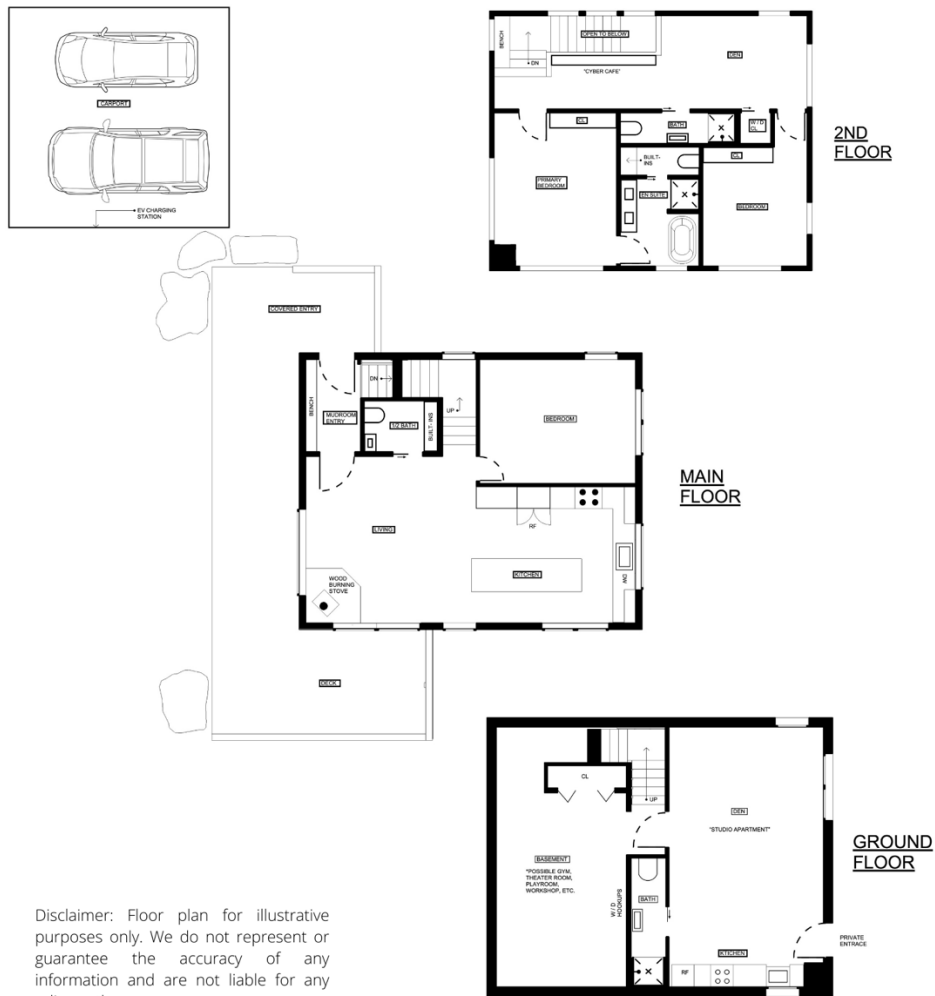 CARPORT
EV CHARGING
STATION
BENCH
DN
OPEN TO BELOW
"CYBER CAFE"
DEN
CL
BATH
W / D
CL
BUILT-
INS
CL
PRIMARY
BEDROOM
EN SUITE
BEDROOM
2ND
FLOOR
COVERED ENTRY
DN
BENCH
MUDROOM
ENTRY
1/2 BATH
BUILT- INS
UP
BEDROOM
LIVING
RF
WOOD
BURNING
STOVE
KITCHEN
DW
DECK
MAIN
FLOOR
CL
UP
DEN
"STUDIO APARTMENT"
BASEMENT
"POSSIBLE GYM,
THEATER ROOM,
PLAYROOM,
WORKSHOP, ETC.
W / D
HOOKUPS
BATH
PRIVATE
ENTRACE
KTICHEN
RF
GROUND
FLOOR
Disclaimer: Floor plan for illustrative
purposes only. We do not represent or
guarantee the accuracy of any
information and are not liable for any